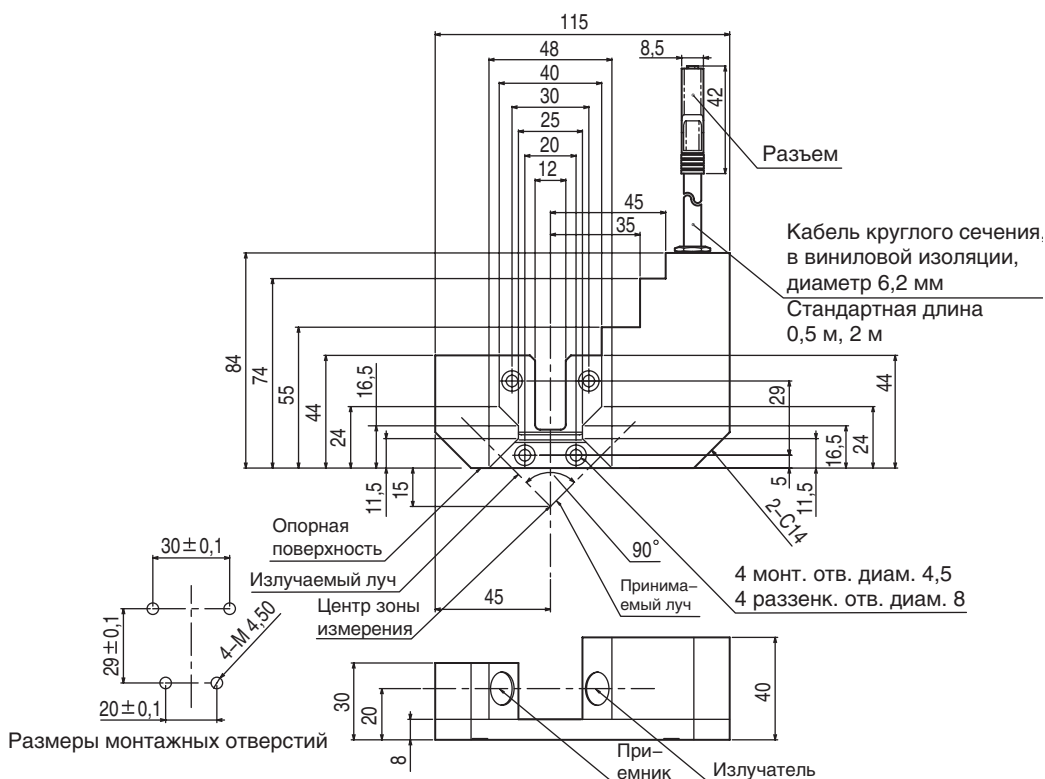 115
48
8,5
40
30
42
25
20
Разъем
12
45
35
Кабель круглого сечения,
в виниловой изоляции,
диаметр 6,2 мм
Стандартная длина
0,5 м, 2 м
84
74
55
44
16,5
24
11,5
15
29
5
16,5
11,5
24
44
2–C14
90°
Опорная
поверхность
Излучаемый луч
Центр зоны
измерения
Принима-
емый луч
4 монт. отв. диам. 4,5
4 раззенк. отв. диам. 8
45
30±0,1
29±0,1
4–M 4,50
20±0,1
Размеры монтажных отверстий
30
20
8
40
При–
емник
Излучатель